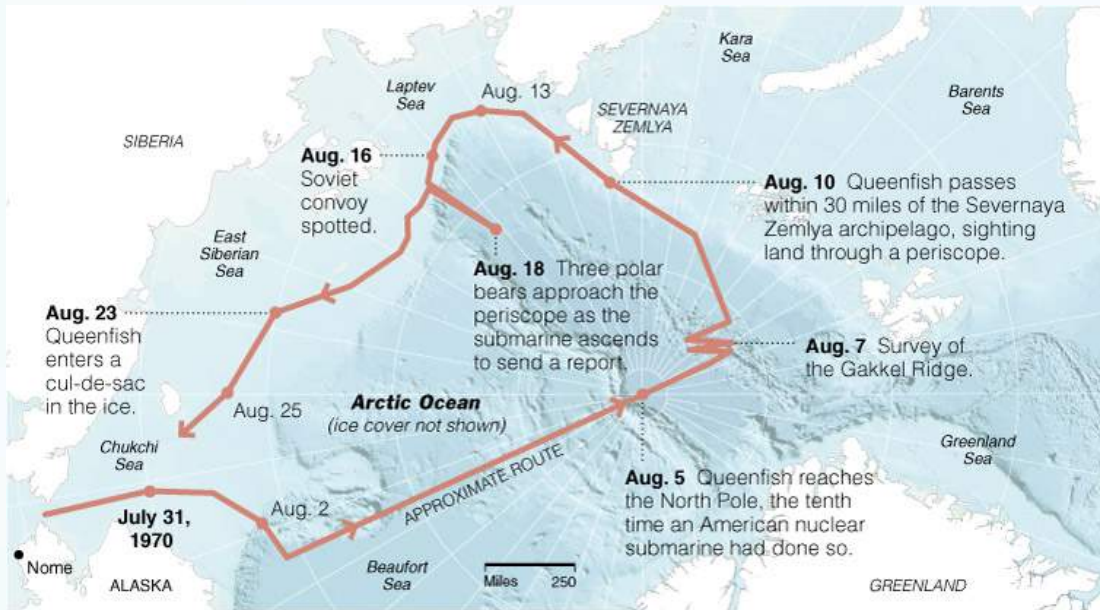 Kara
Sea
Laptev
Sea
Aug. 13
Barents
Sea
SEVERNAYA
ZEMLYA
SIBERIA
Aug. 16
Soviet
convoy
spotted.
Aug. 10 Queenfish passes
within 30 miles of the Severnaya
Zemlya archipelago, sighting
land through a periscope.
East
Siberian
Sea
Aug. 18 Three polar
bears approach the
periscope as the
submarine ascends
to send a report.
Aug. 23
Queenfish
enters a
cul-de-sac
in the ice.
Aug. 7 Survey of
the Gakkel Ridge.
Aug. 25
Arctic Ocean
(ice cover not shown)
Chukchi
Sea
Greenland
Sea
APPROXIMATE ROUTE
Aug. 5 Queenfish reaches
the North Pole, the tenth
time an American nuclear
submarine had done so.
July 31,
1970
Aug. 2
Nome
ALASKA
Beaufort
Sea
Miles 250
GREENLAND